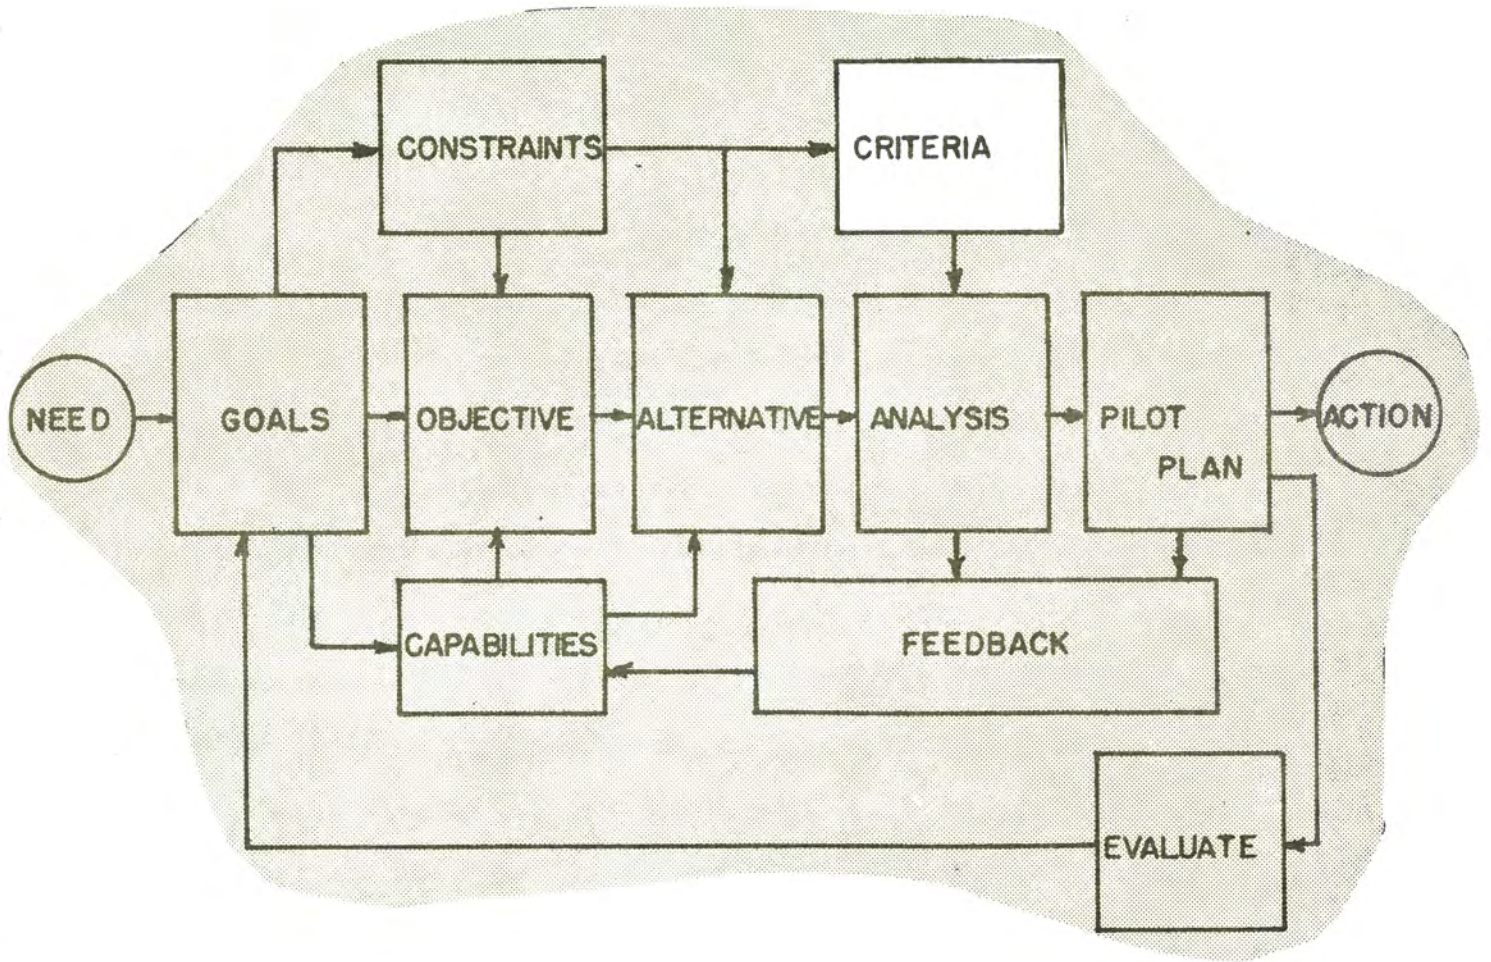 CONSTRAINTS
CRITERIA
NEED
GOALS
OBJECTIVE
ALTERNATIVE
ANALYSIS
PILOT
PLAN
ACTION
CAPABILITIES
FEEDBACK
EVALUATE